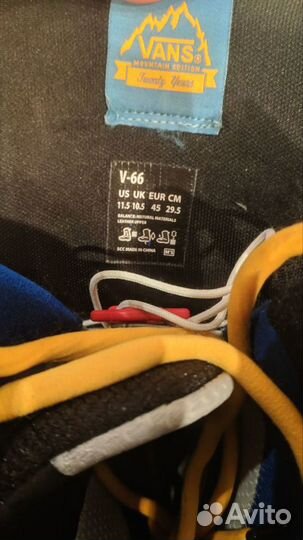 VANS®
MOUNTAIN EDITION
Twenty Years
V-66
US UK EUR CM
11.5 10.5 45 29.5
BALANCE/NATURAL MATERIALS
LEATHER UPPER
SCC MADE IN CHINA
Avito